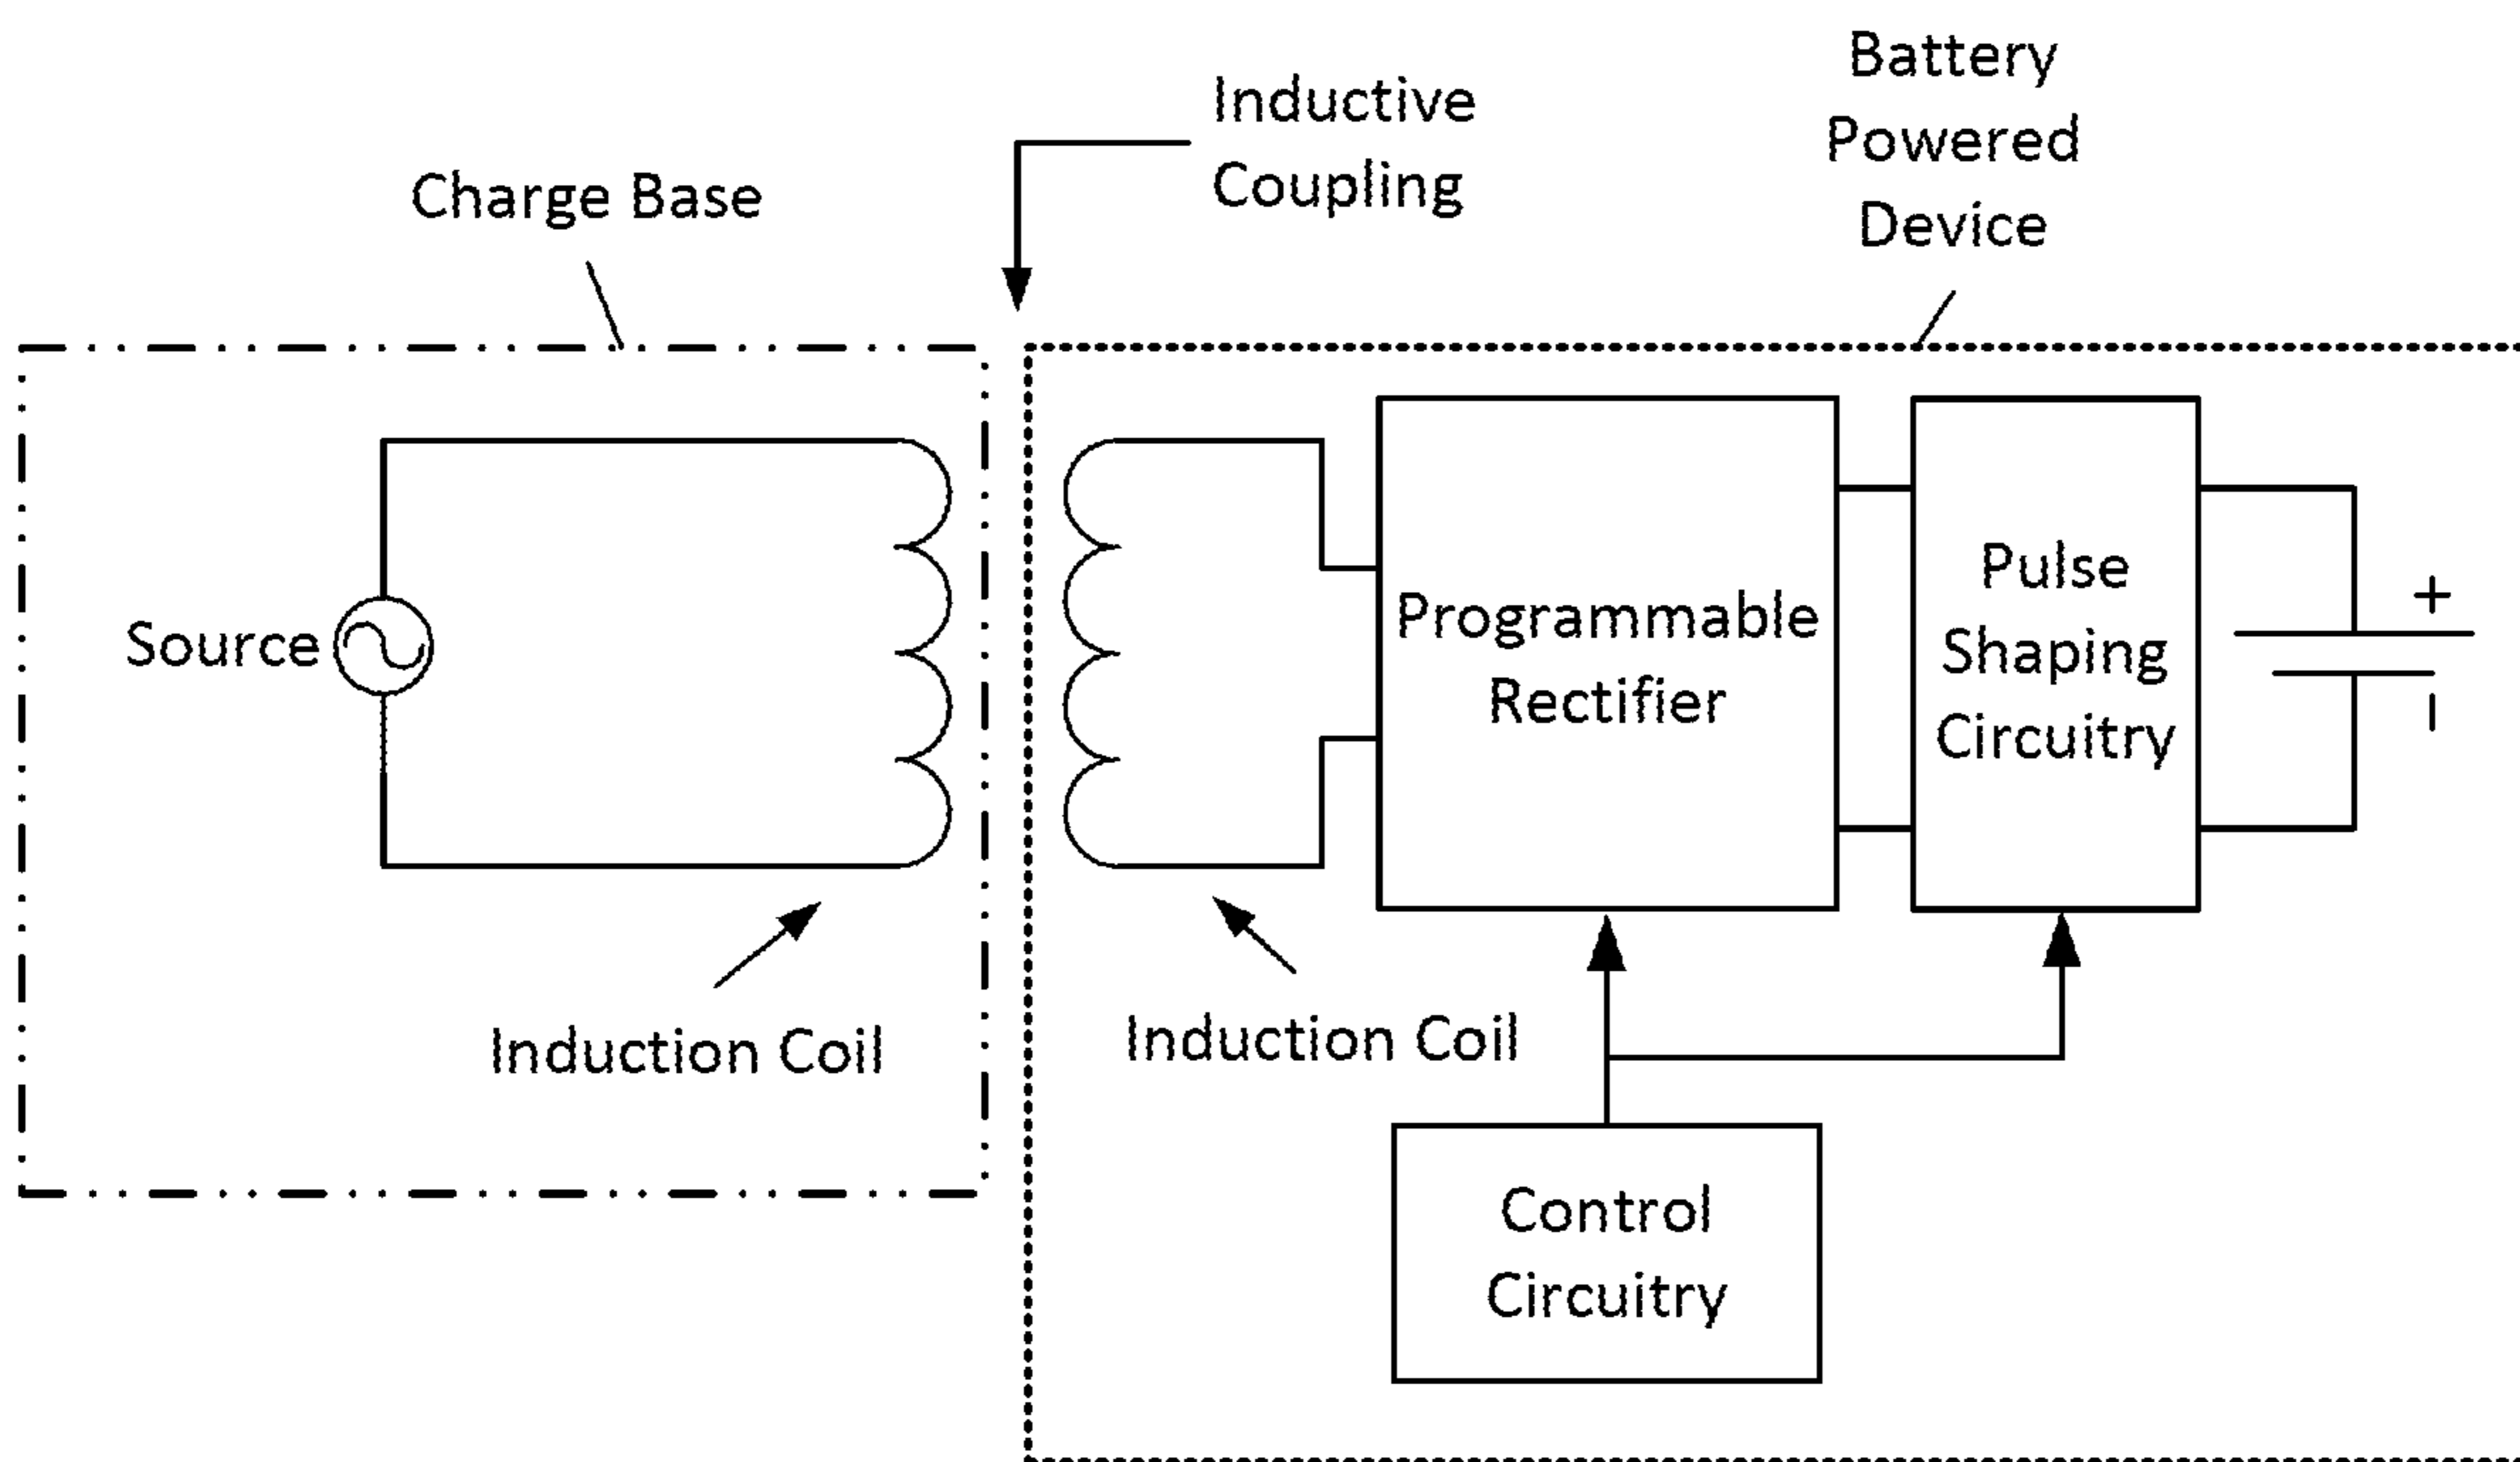 Battery
Powered
Device
Inductive
Coupling
Charge Base
Source
Programmable
Rectifier
Pulse
Shaping
Circuitry
+
Induction Coil
Induction Coil
Control
Circuitry